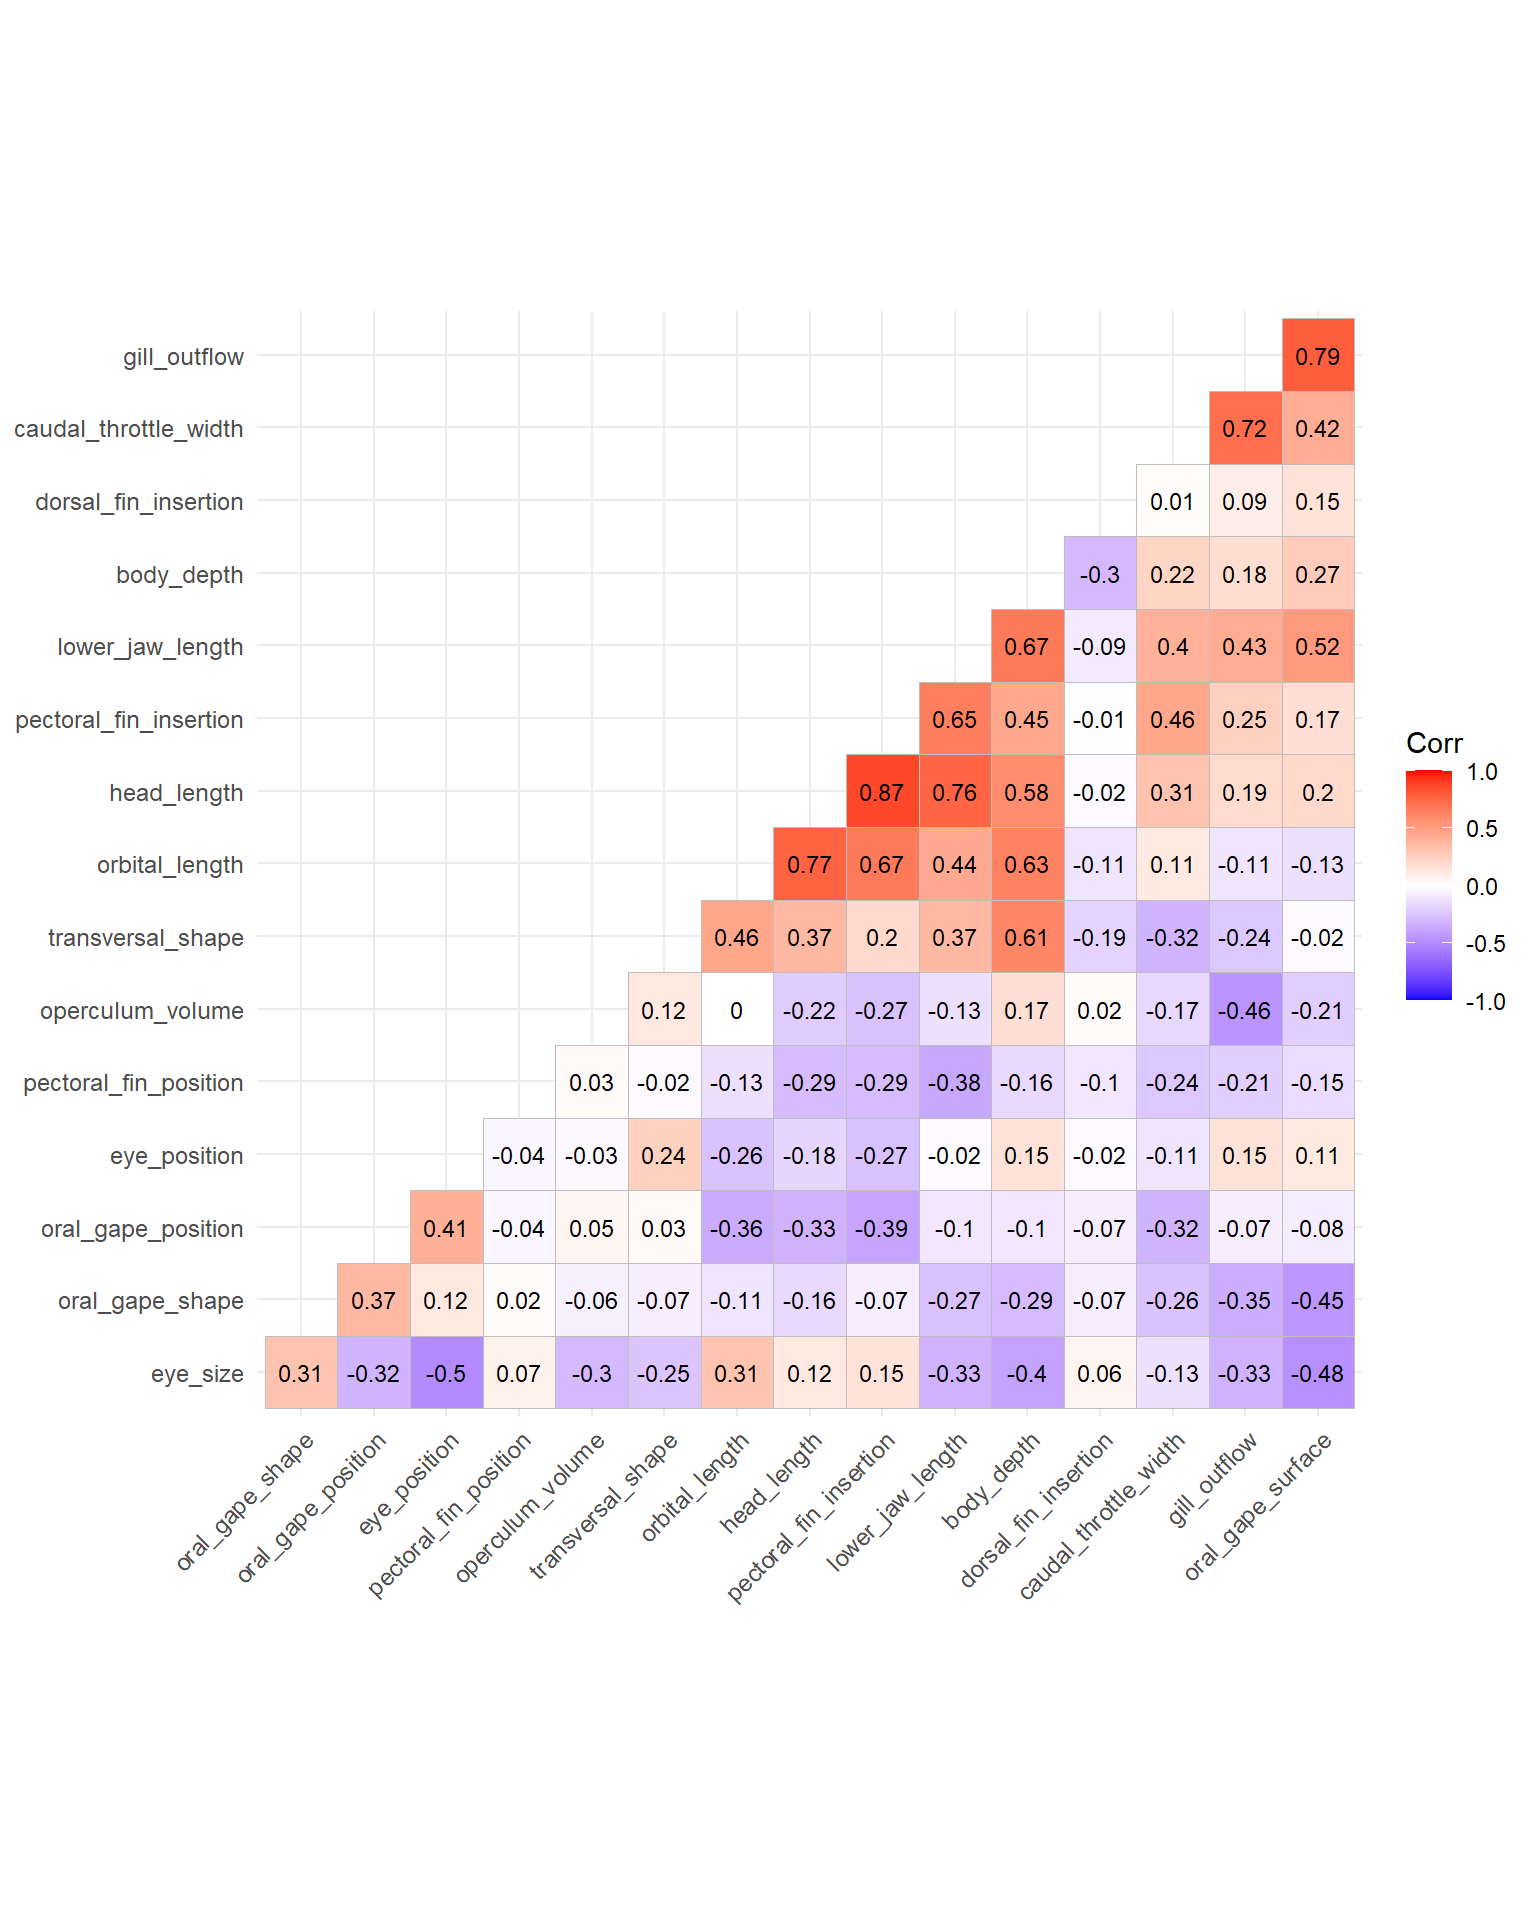 gill_outflow 0.79
caudal_throttle_width 0.72 0.42
dorsal_fin_insertion 0.01 0.09 0.15
body_depth -0.3 0.22 0.18 0.27
lower_jaw_length 0.67 -0.09 0.4 0.43 0.52
pectoral_fin_insertion 0.65 0.45 -0.01 0.46 0.25 0.17
head_length 0.87 0.76 0.58 -0.02 0.31 0.19 0.2
orbital_length 0.77 0.67 0.44 0.63 -0.11 0.11 -0.11 -0.13
transversal_shape 0.46 0.37 0.2 0.37 0.61 -0.19 -0.32 -0.24 -0.02
operculum_volume 0.12 0 -0.22 -0.27 -0.13 0.17 0.02 -0.17 -0.46 -0.21
pectoral_fin_position 0.03 -0.02 -0.13 -0.29 -0.29 -0.38 -0.16 -0.1 -0.24 -0.21 -0.15
eye_position -0.04 -0.03 0.24 -0.26 -0.18 -0.27 -0.02 0.15 -0.02 -0.11 0.15 0.11
oral_gape_position 0.41 -0.04 0.05 0.03 -0.36 -0.33 -0.39 -0.1 -0.1 -0.07 -0.32 -0.07 -0.08
oral_gape_shape 0.37 0.12 0.02 -0.06 -0.07 -0.11 -0.16 -0.07 -0.27 -0.29 -0.07 -0.26 -0.35 -0.45
eye_size 0.31 -0.32 -0.5 0.07 -0.3 -0.25 0.31 0.12 0.15 -0.33 -0.4 0.06 -0.13 -0.33 -0.48
oral_gape_shape
oral_gape_position
eye_position
pectoral_fin_position
operculum_volume
transversal_shape
orbital_length
head_length
pectoral_fin_insertion
lower_jaw_length
body_depth
dorsal_fin_insertion
caudal_throttle_width
gill_outflow
oral_gape_surface
Corr
1.0
0.5
0.0
-0.5
-1.0